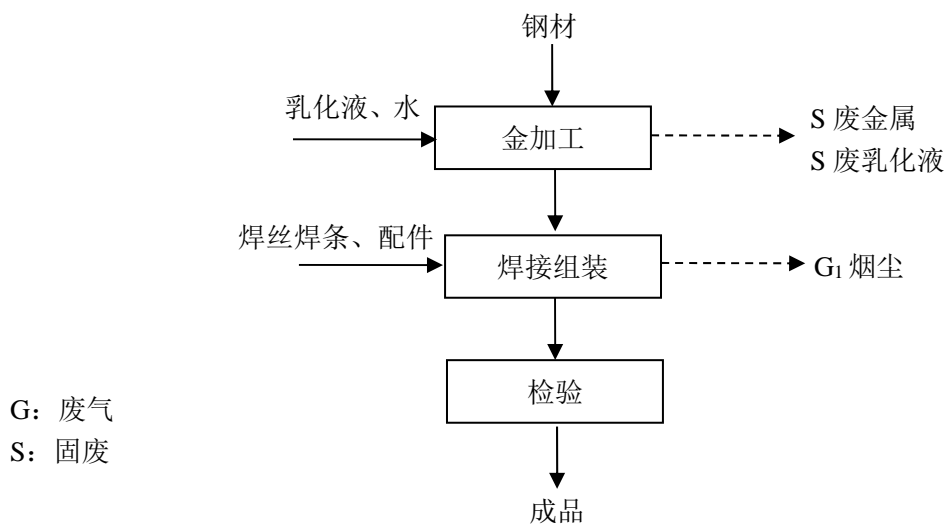 钢材
乳化液、水
金加工
S 废金属
S 废乳化液
焊丝焊条、配件
焊接组装
G₁ 烟尘
检验
G：废气
S：固废
成品